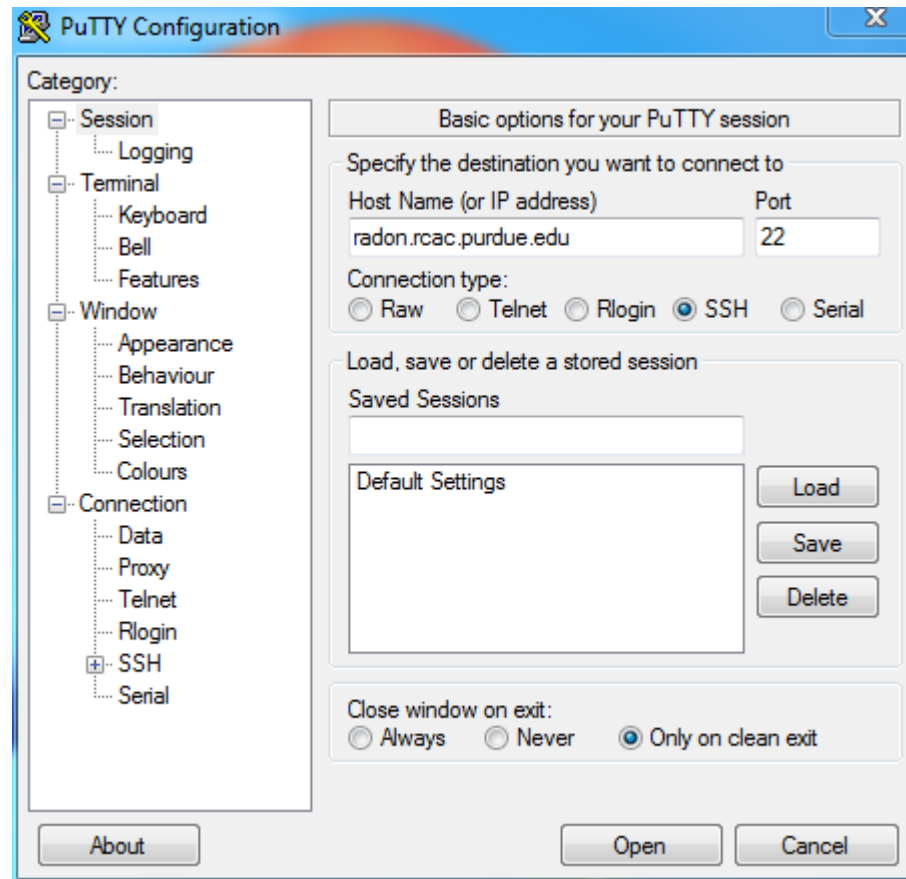 PuTTY Configuration
Category:
Session
Logging
Terminal
Keyboard
Bell
Features
Window
Appearance
Behaviour
Translation
Selection
Colours
Connection
Data
Proxy
Telnet
Rlogin
SSH
Serial
Basic options for your PuTTY session
Specify the destination you want to connect to
Host Name (or IP address) Port
radon.rcac.purdue.edu 22
Connection type:
Raw Telnet Rlogin SSH Serial
Load, save or delete a stored session
Saved Sessions
Default Settings
Load
Save
Delete
Close window on exit:
Always Never Only on clean exit
About Open Cancel